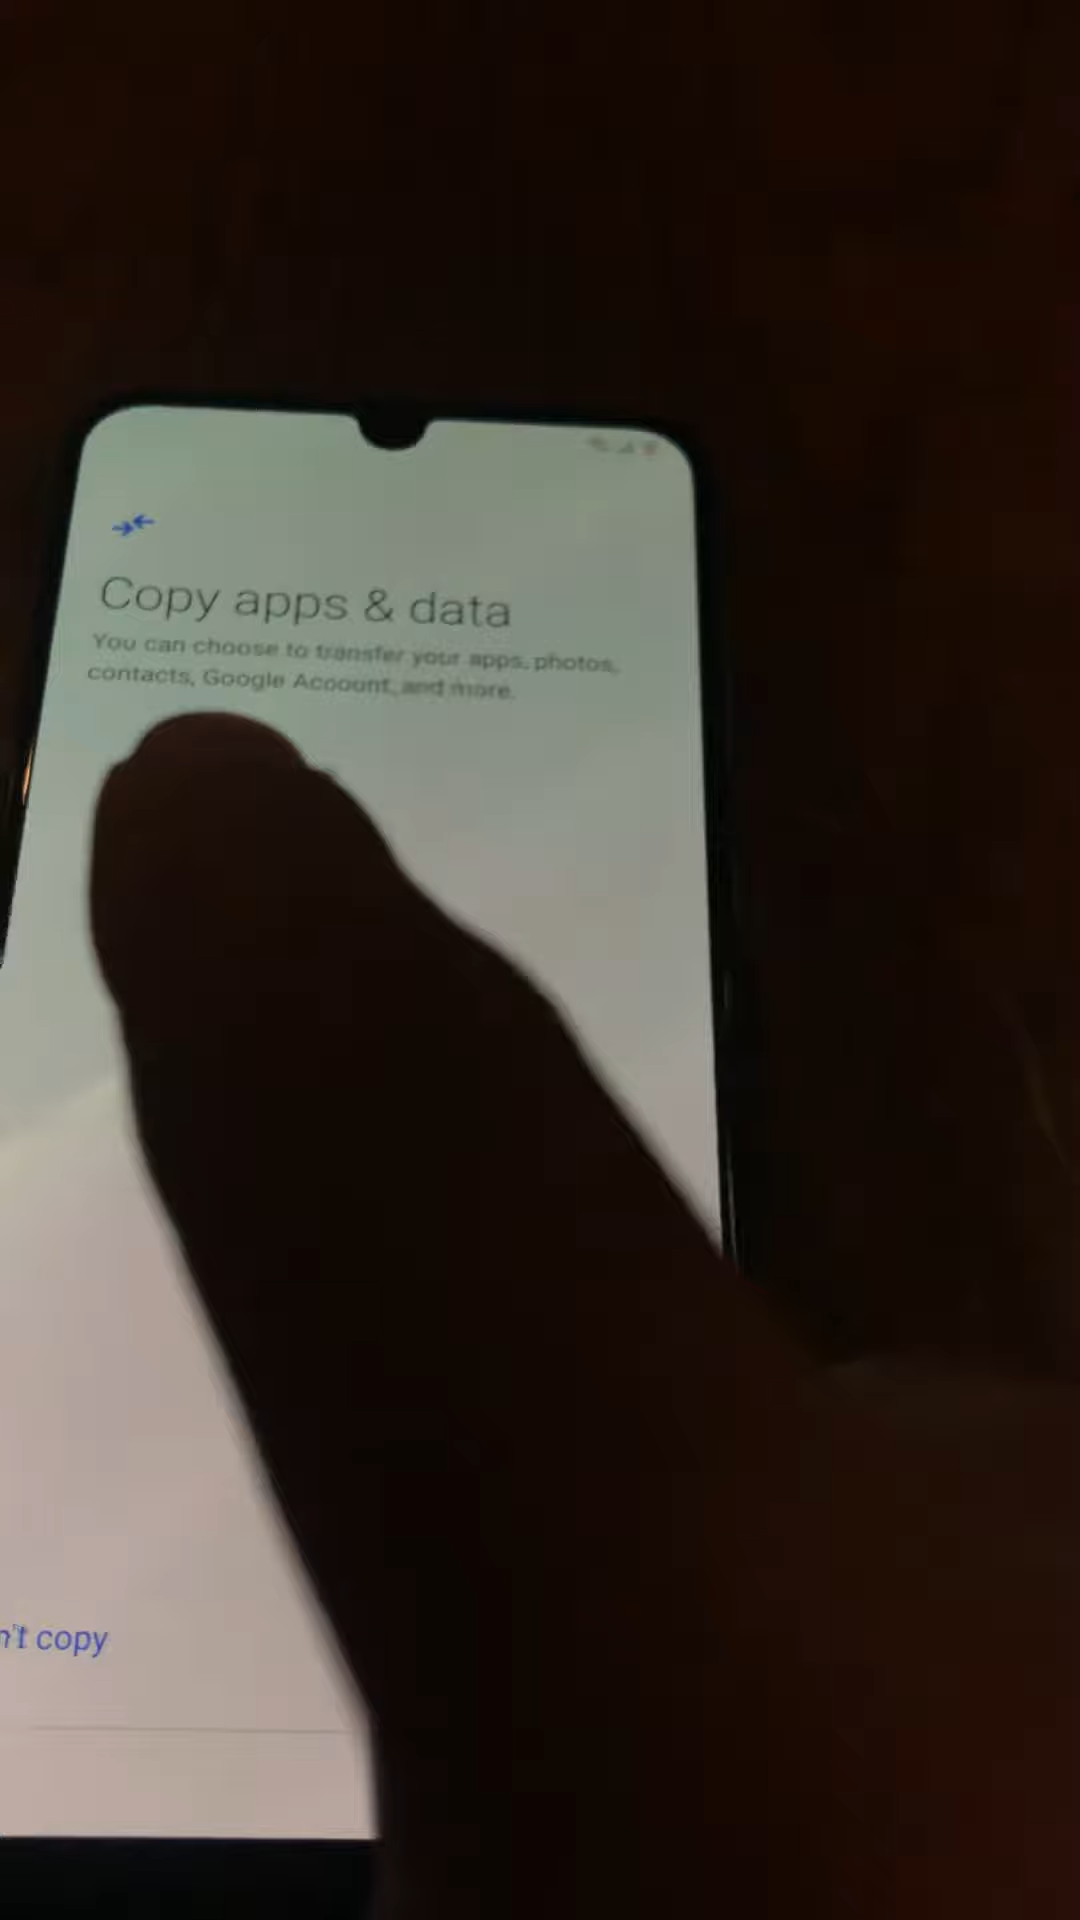 Copy apps & data
You can choose to transfer your apps, photos,
contacts, Google Account, and more.
n't copy